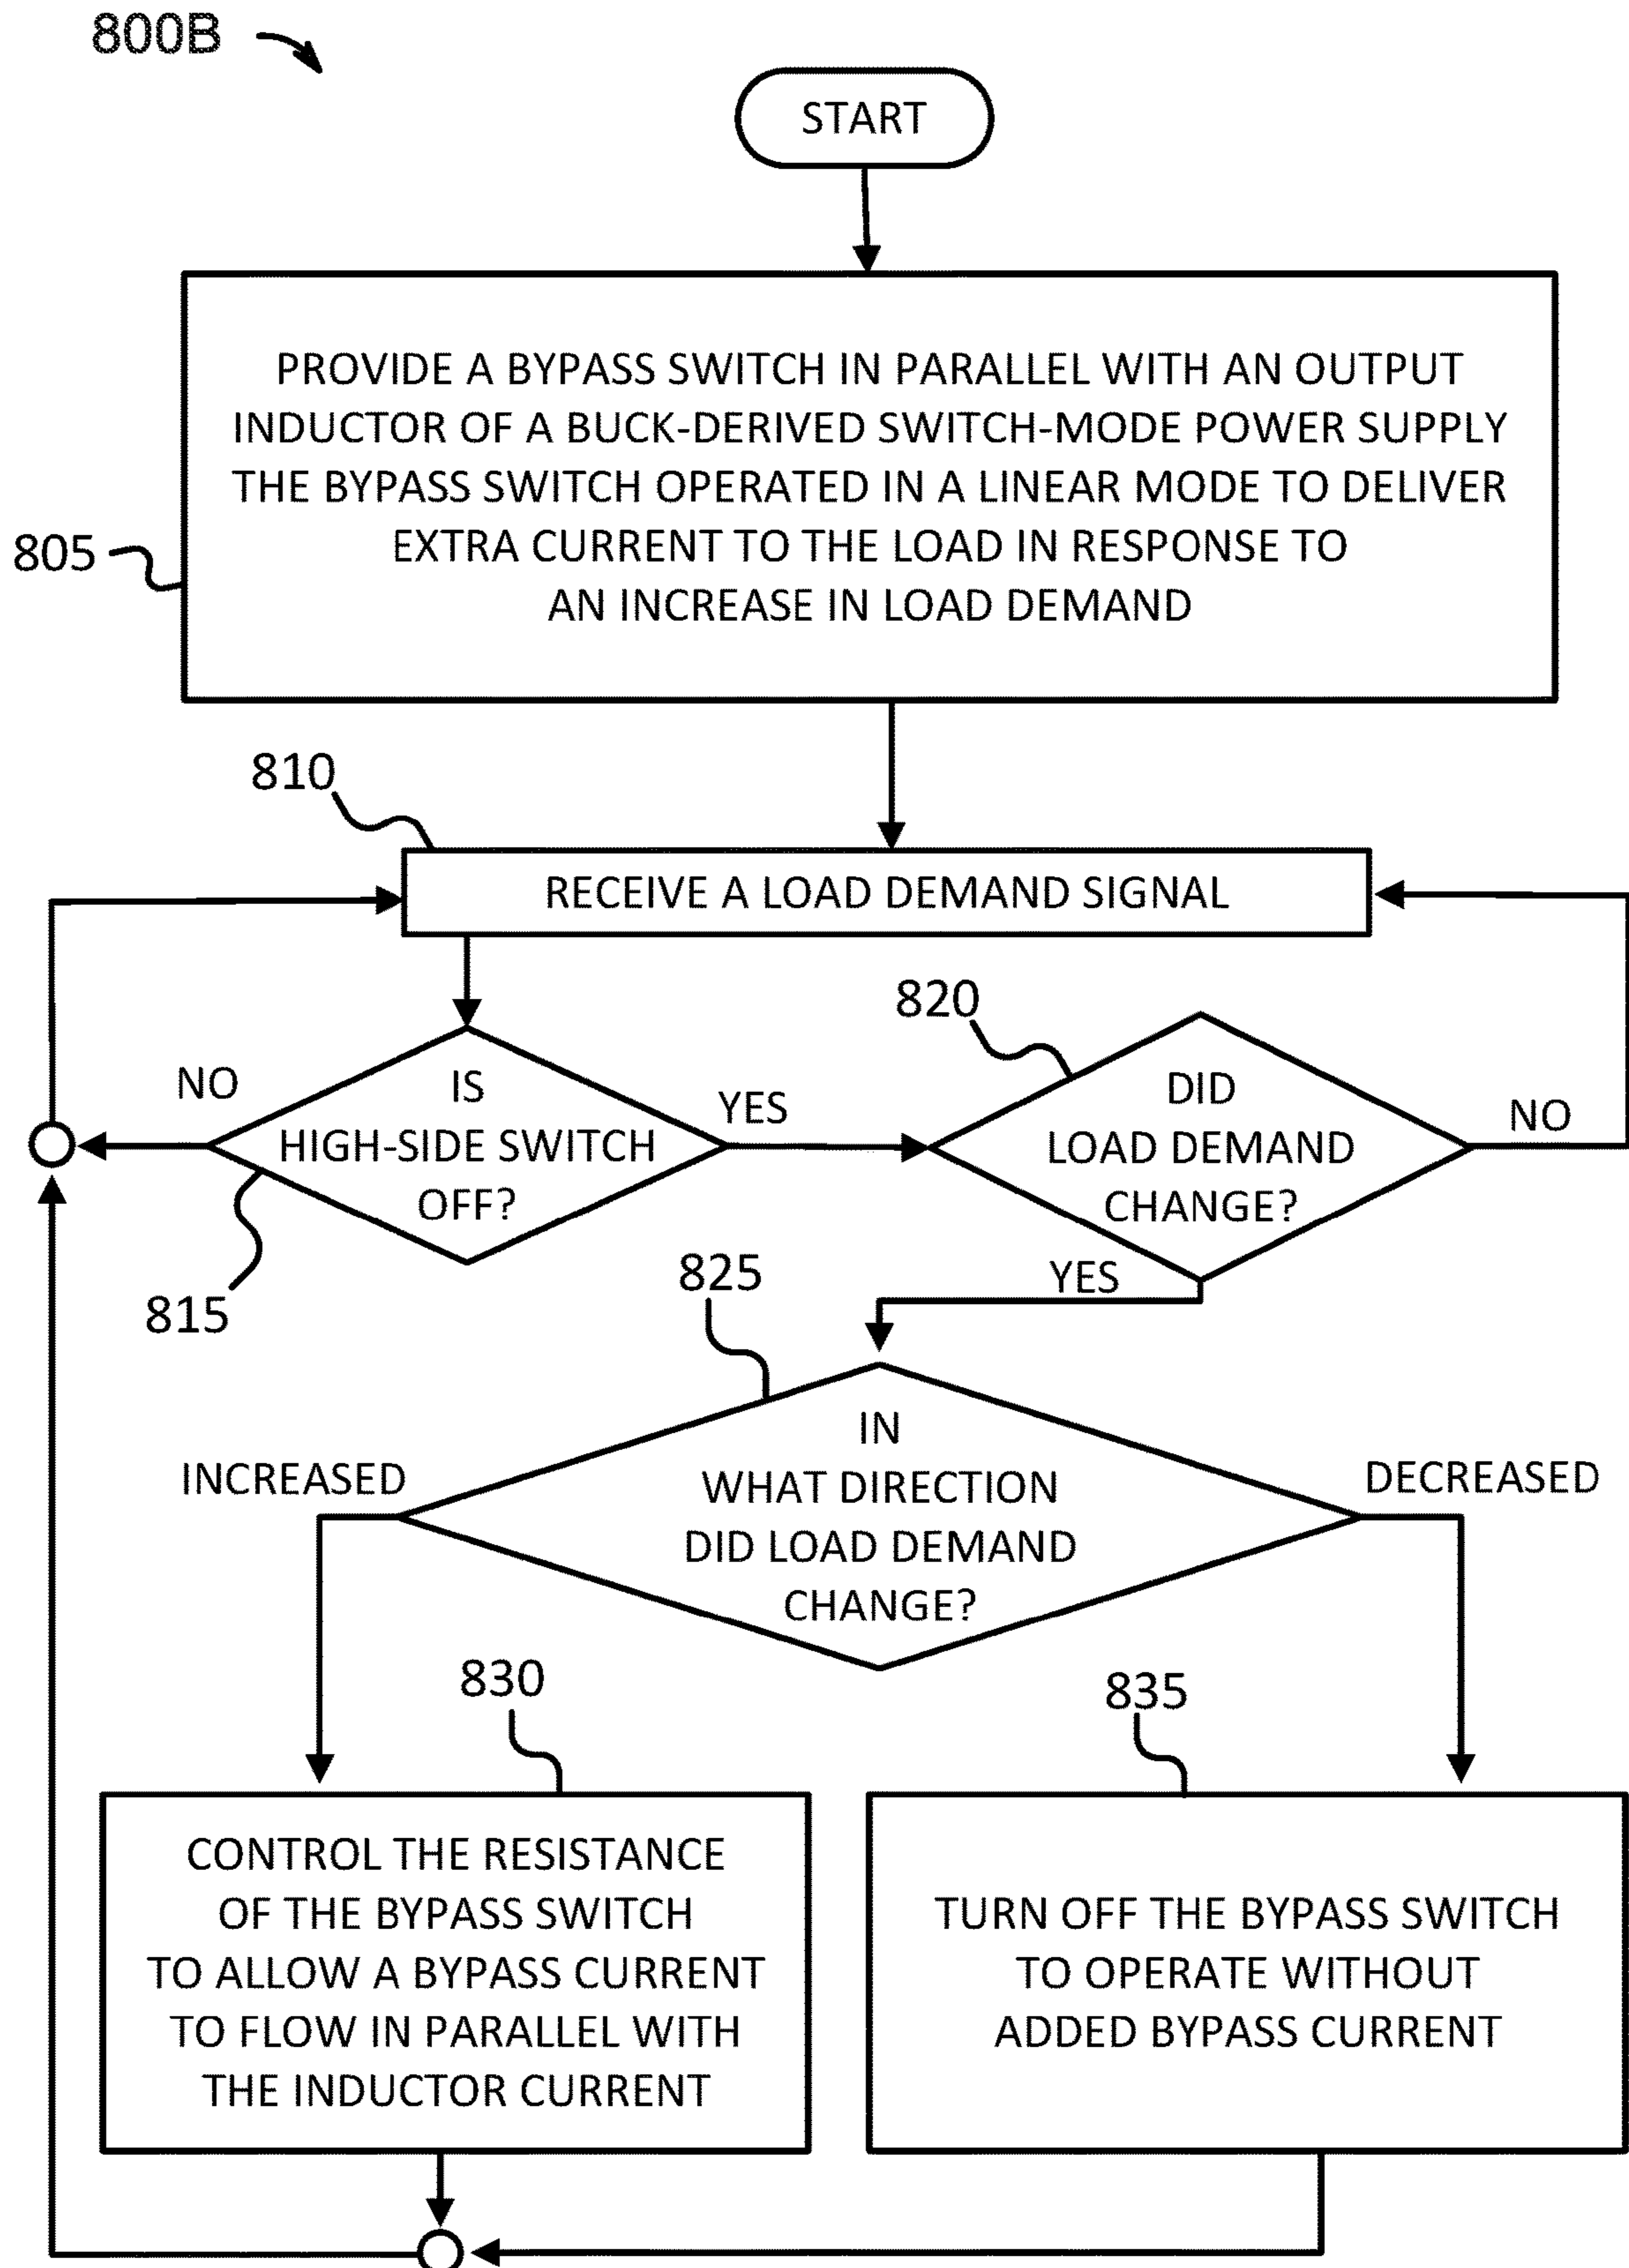 800B
START
PROVIDE A BYPASS SWITCH IN PARALLEL WITH AN OUTPUT
INDUCTOR OF A BUCK-DERIVED SWITCH-MODE POWER SUPPLY
THE BYPASS SWITCH OPERATED IN A LINEAR MODE TO DELIVER
EXTRA CURRENT TO THE LOAD IN RESPONSE TO
AN INCREASE IN LOAD DEMAND
805
810
RECEIVE A LOAD DEMAND SIGNAL
NO
IS
HIGH-SIDE SWITCH
OFF?
YES
815
820
DID
LOAD DEMAND
CHANGE?
NO
YES
825
IN
WHAT DIRECTION
DID LOAD DEMAND
CHANGE?
INCREASED
DECREASED
830
CONTROL THE RESISTANCE
OF THE BYPASS SWITCH
TO ALLOW A BYPASS CURRENT
TO FLOW IN PARALLEL WITH
THE INDUCTOR CURRENT
835
TURN OFF THE BYPASS SWITCH
TO OPERATE WITHOUT
ADDED BYPASS CURRENT